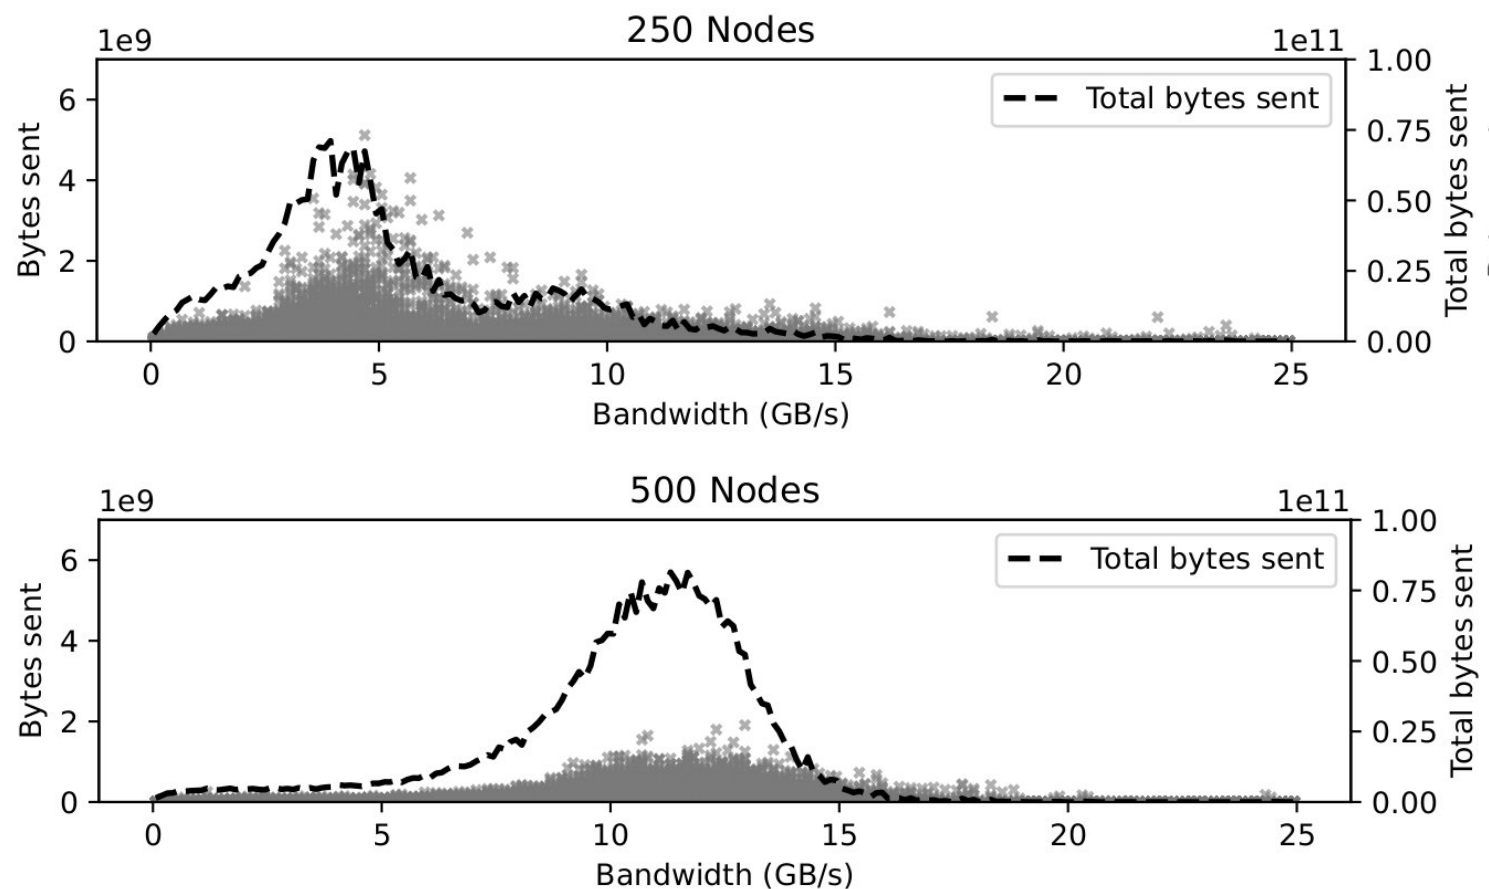 250 Nodes
1e9
1e11
Total bytes sent
6
4
2
0
Bytes sent
1.00
0.75
0.50
0.25
0.00
Total bytes sent
0 5 10 15 20 25
Bandwidth (GB/s)
500 Nodes
1e9
1e11
Total bytes sent
6
4
2
0
Bytes sent
1.00
0.75
0.50
0.25
0.00
Total bytes sent
0 5 10 15 20 25
Bandwidth (GB/s)